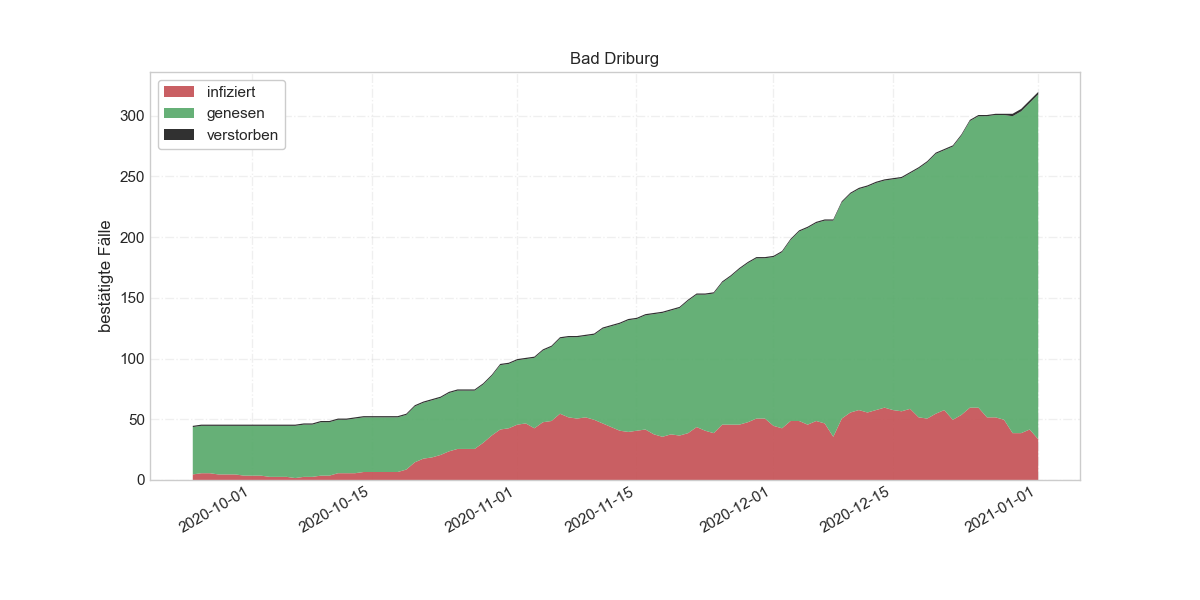 Bad Driburg
infiziert
genesen
verstorben
bestätigte Fälle
300
250
200
150
100
50
0
2020-10-01
2020-10-15
2020-11-01
2020-11-15
2020-12-01
2020-12-15
2021-01-01